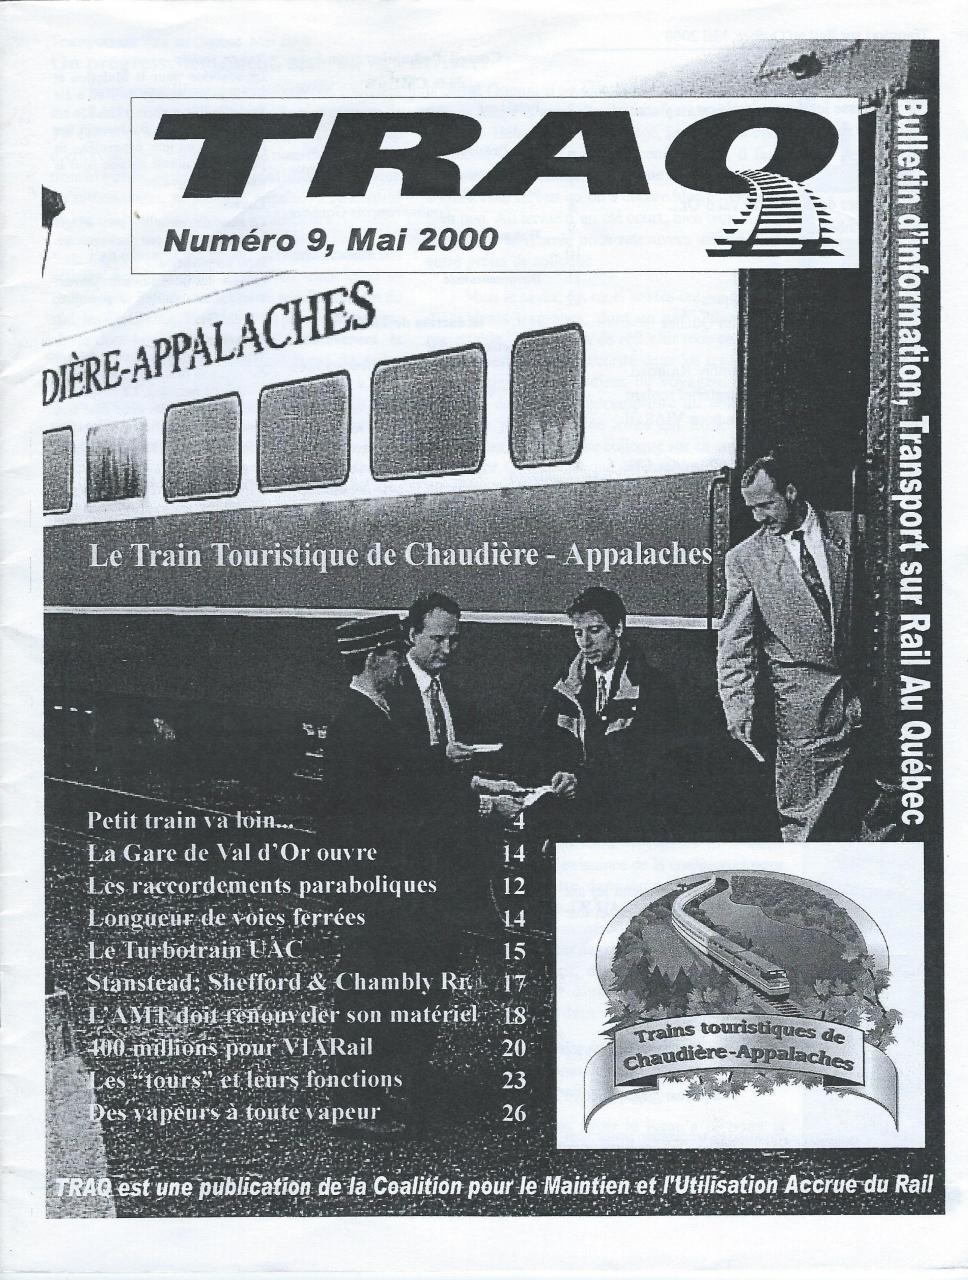 TRAQ
Numéro 9, Mai 2000
Bulletin d'information, Transport sur Rail Au Québec
DIÈRE-APPALACHES
Le Train Touristique de Chaudière - Appalaches
Petit train va loin... 4
La Gare de Val d'Or ouvre 14
Les raccordements paraboliques 12
Longueur de voies ferrées 14
Le Turbotrain UAC 15
Stanstead; Shefford & Chambly Rr. 17
L'AMT doit renouveler son matériel 18
400 millions pour VIARail 20
Les "tours" et leurs fonctions 23
Des vapeurs à toute vapeur 26
Trains touristiques de
Chaudière-Appalaches
TRAQ est une publication de la Coalition pour le Maintien et l'Utilisation Accrue du Rail